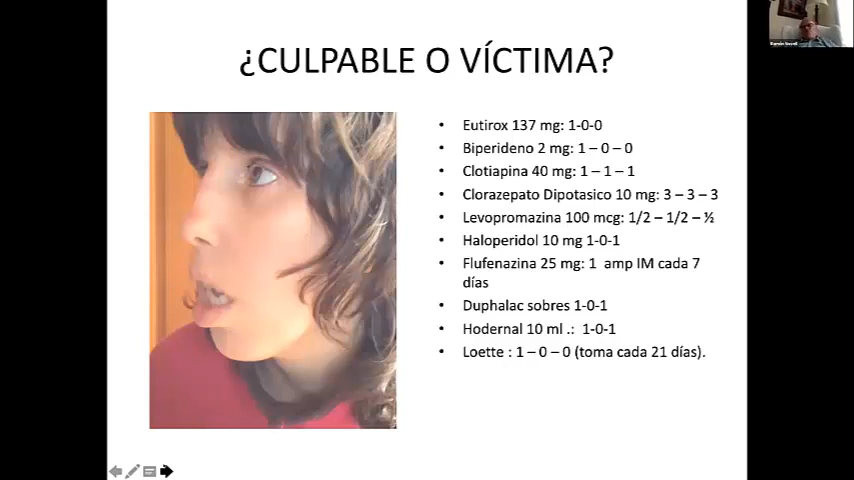 ¿CULPABLE O VÍCTIMA?
• Eutirox 137 mg: 1-0-0
• Biperideno 2 mg: 1 – 0 – 0
• Clotiapina 40 mg: 1 – 1 – 1
• Clorazepato Dipotasico 10 mg: 3 – 3 – 3
• Levopromazina 100 mcg: 1/2 – 1/2 – ½
• Haloperidol 10 mg 1-0-1
• Flufenazina 25 mg: 1 amp IM cada 7
días
• Duphalac sobres 1-0-1
• Hodernal 10 ml .: 1-0-1
• Loette : 1 – 0 – 0 (toma cada 21 días).